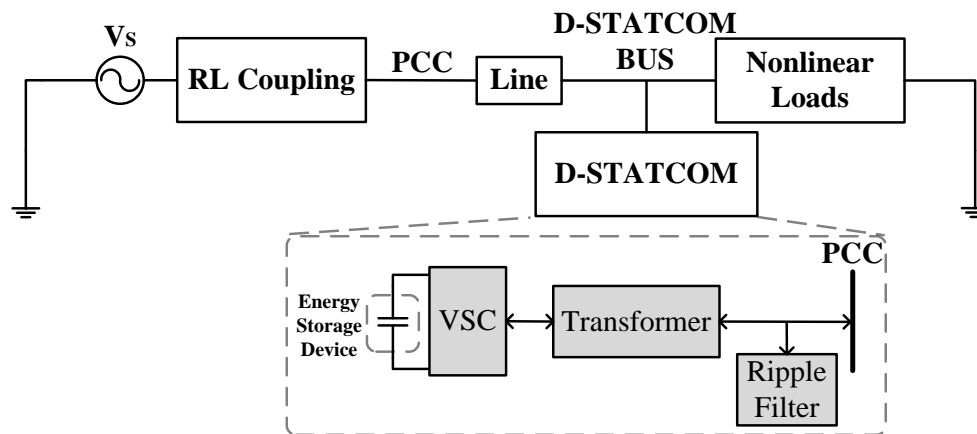 Vs
RL Coupling
PCC
Line
D-STATCOM
BUS
Nonlinear
Loads
D-STATCOM
PCC
Energy
Storage
Device
VSC
Transformer
Ripple
Filter